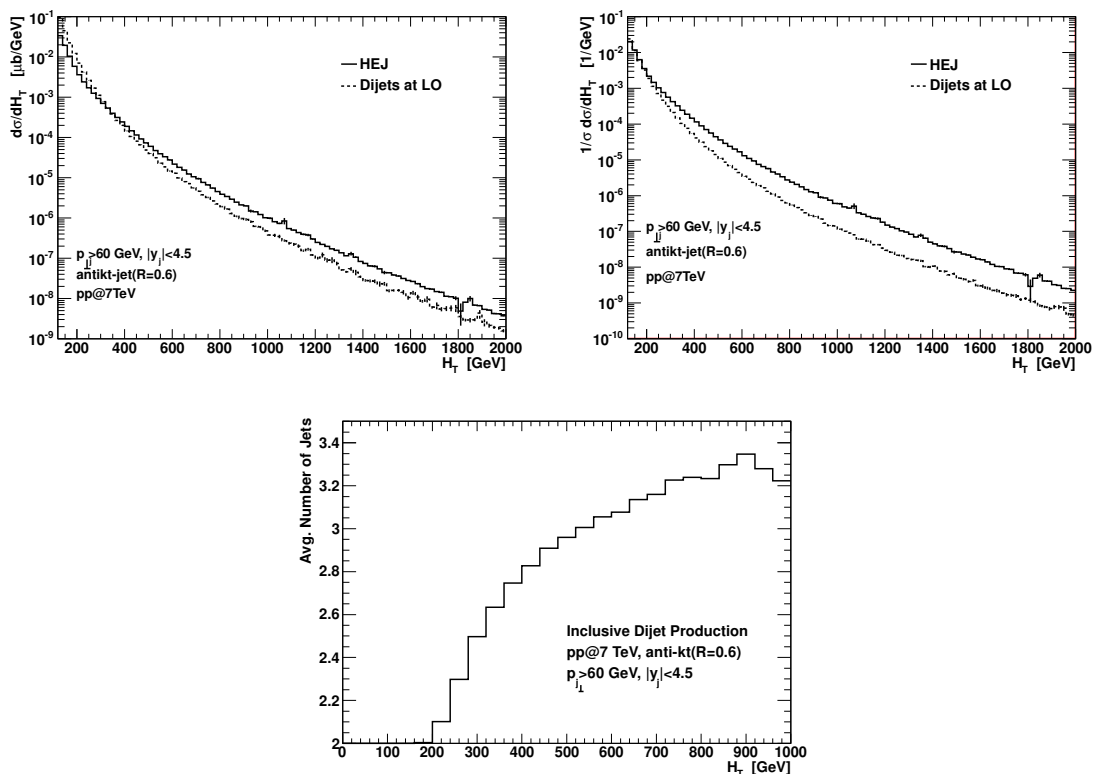 dσ/dH_T [μb/GeV]
10^-1
10^-2
10^-3
10^-4
10^-5
10^-6
10^-7
10^-8
10^-9
HEJ
Dijets at LO
p_⊥j>60 GeV, |y_j|<4.5
antikt-jet(R=0.6)
pp@7TeV
200 400 600 800 1000 1200 1400 1600 1800 2000
H_T [GeV]
1/σ dσ/dH_T [1/GeV]
10^-1
10^-2
10^-3
10^-4
10^-5
10^-6
10^-7
10^-8
10^-9
10^-10
HEJ
Dijets at LO
p_⊥j>60 GeV, |y_j|<4.5
antikt-jet(R=0.6)
pp@7TeV
200 400 600 800 1000 1200 1400 1600 1800 2000
H_T [GeV]
Avg. Number of Jets
3.4
3.2
3
2.8
2.6
2.4
2.2
2
Inclusive Dijet Production
pp@7 TeV, anti-kt(R=0.6)
p_j⊥>60 GeV, |y_j|<4.5
0 100 200 300 400 500 600 700 800 900 1000
H_T [GeV]